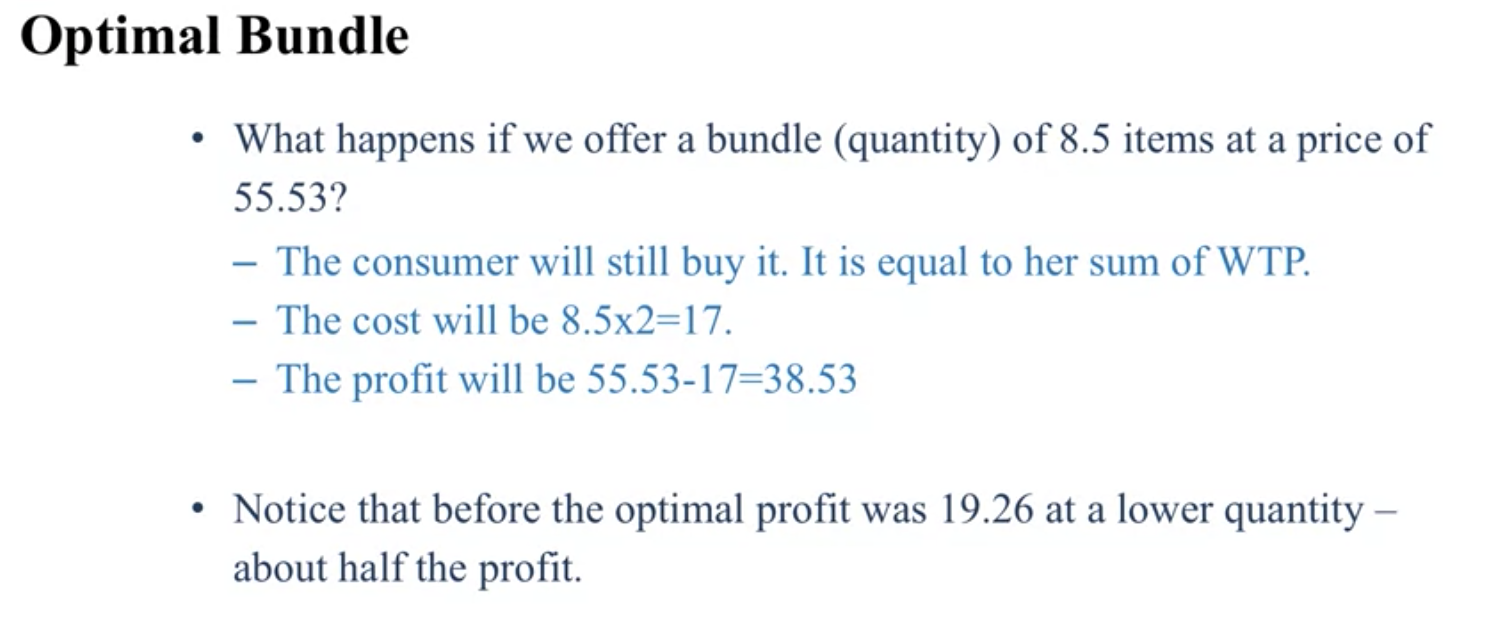 Optimal Bundle
• What happens if we offer a bundle (quantity) of 8.5 items at a price of
55.53?
– The consumer will still buy it. It is equal to her sum of WTP.
– The cost will be 8.5x2=17.
– The profit will be 55.53-17=38.53
• Notice that before the optimal profit was 19.26 at a lower quantity –
about half the profit.